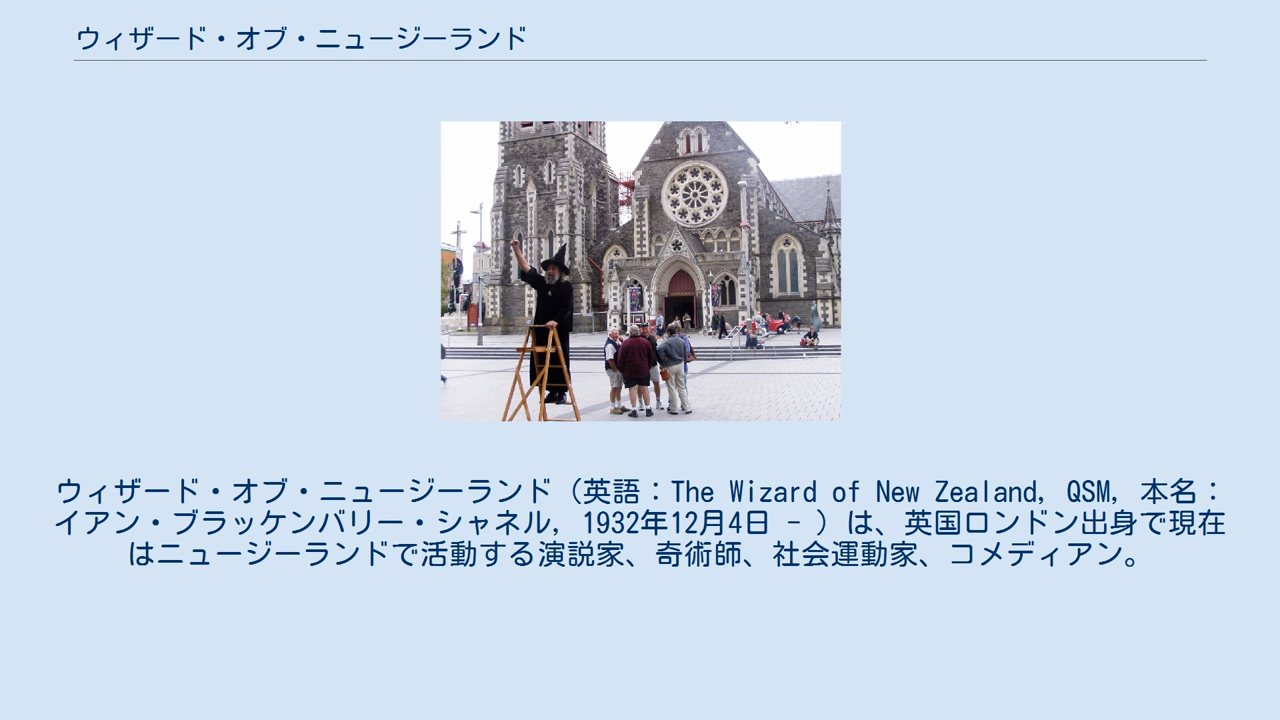 ウィザード・オブ・ニュージーランド
ウィザード・オブ・ニュージーランド（英語：The Wizard of New Zealand, QSM, 本名：
イアン・ブラッケンバリー・シャネル, 1932年12月4日 - ）は、英国ロンドン出身で現在
はニュージーランドで活動する演説家、奇術師、社会運動家、コメディアン。